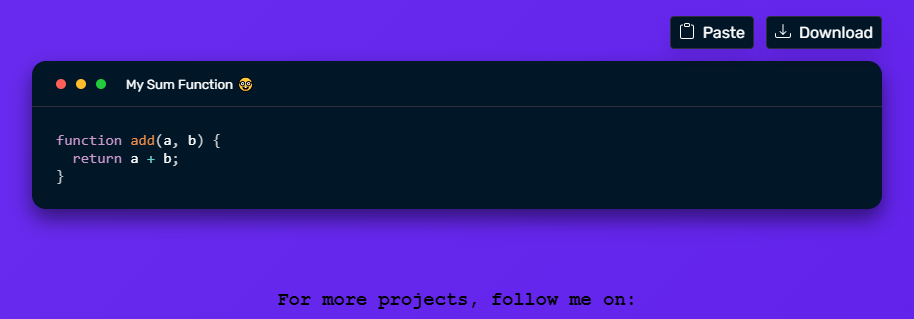 Paste Download
My Sum Function 🤓
function add(a, b) {
  return a + b;
}
For more projects, follow me on: